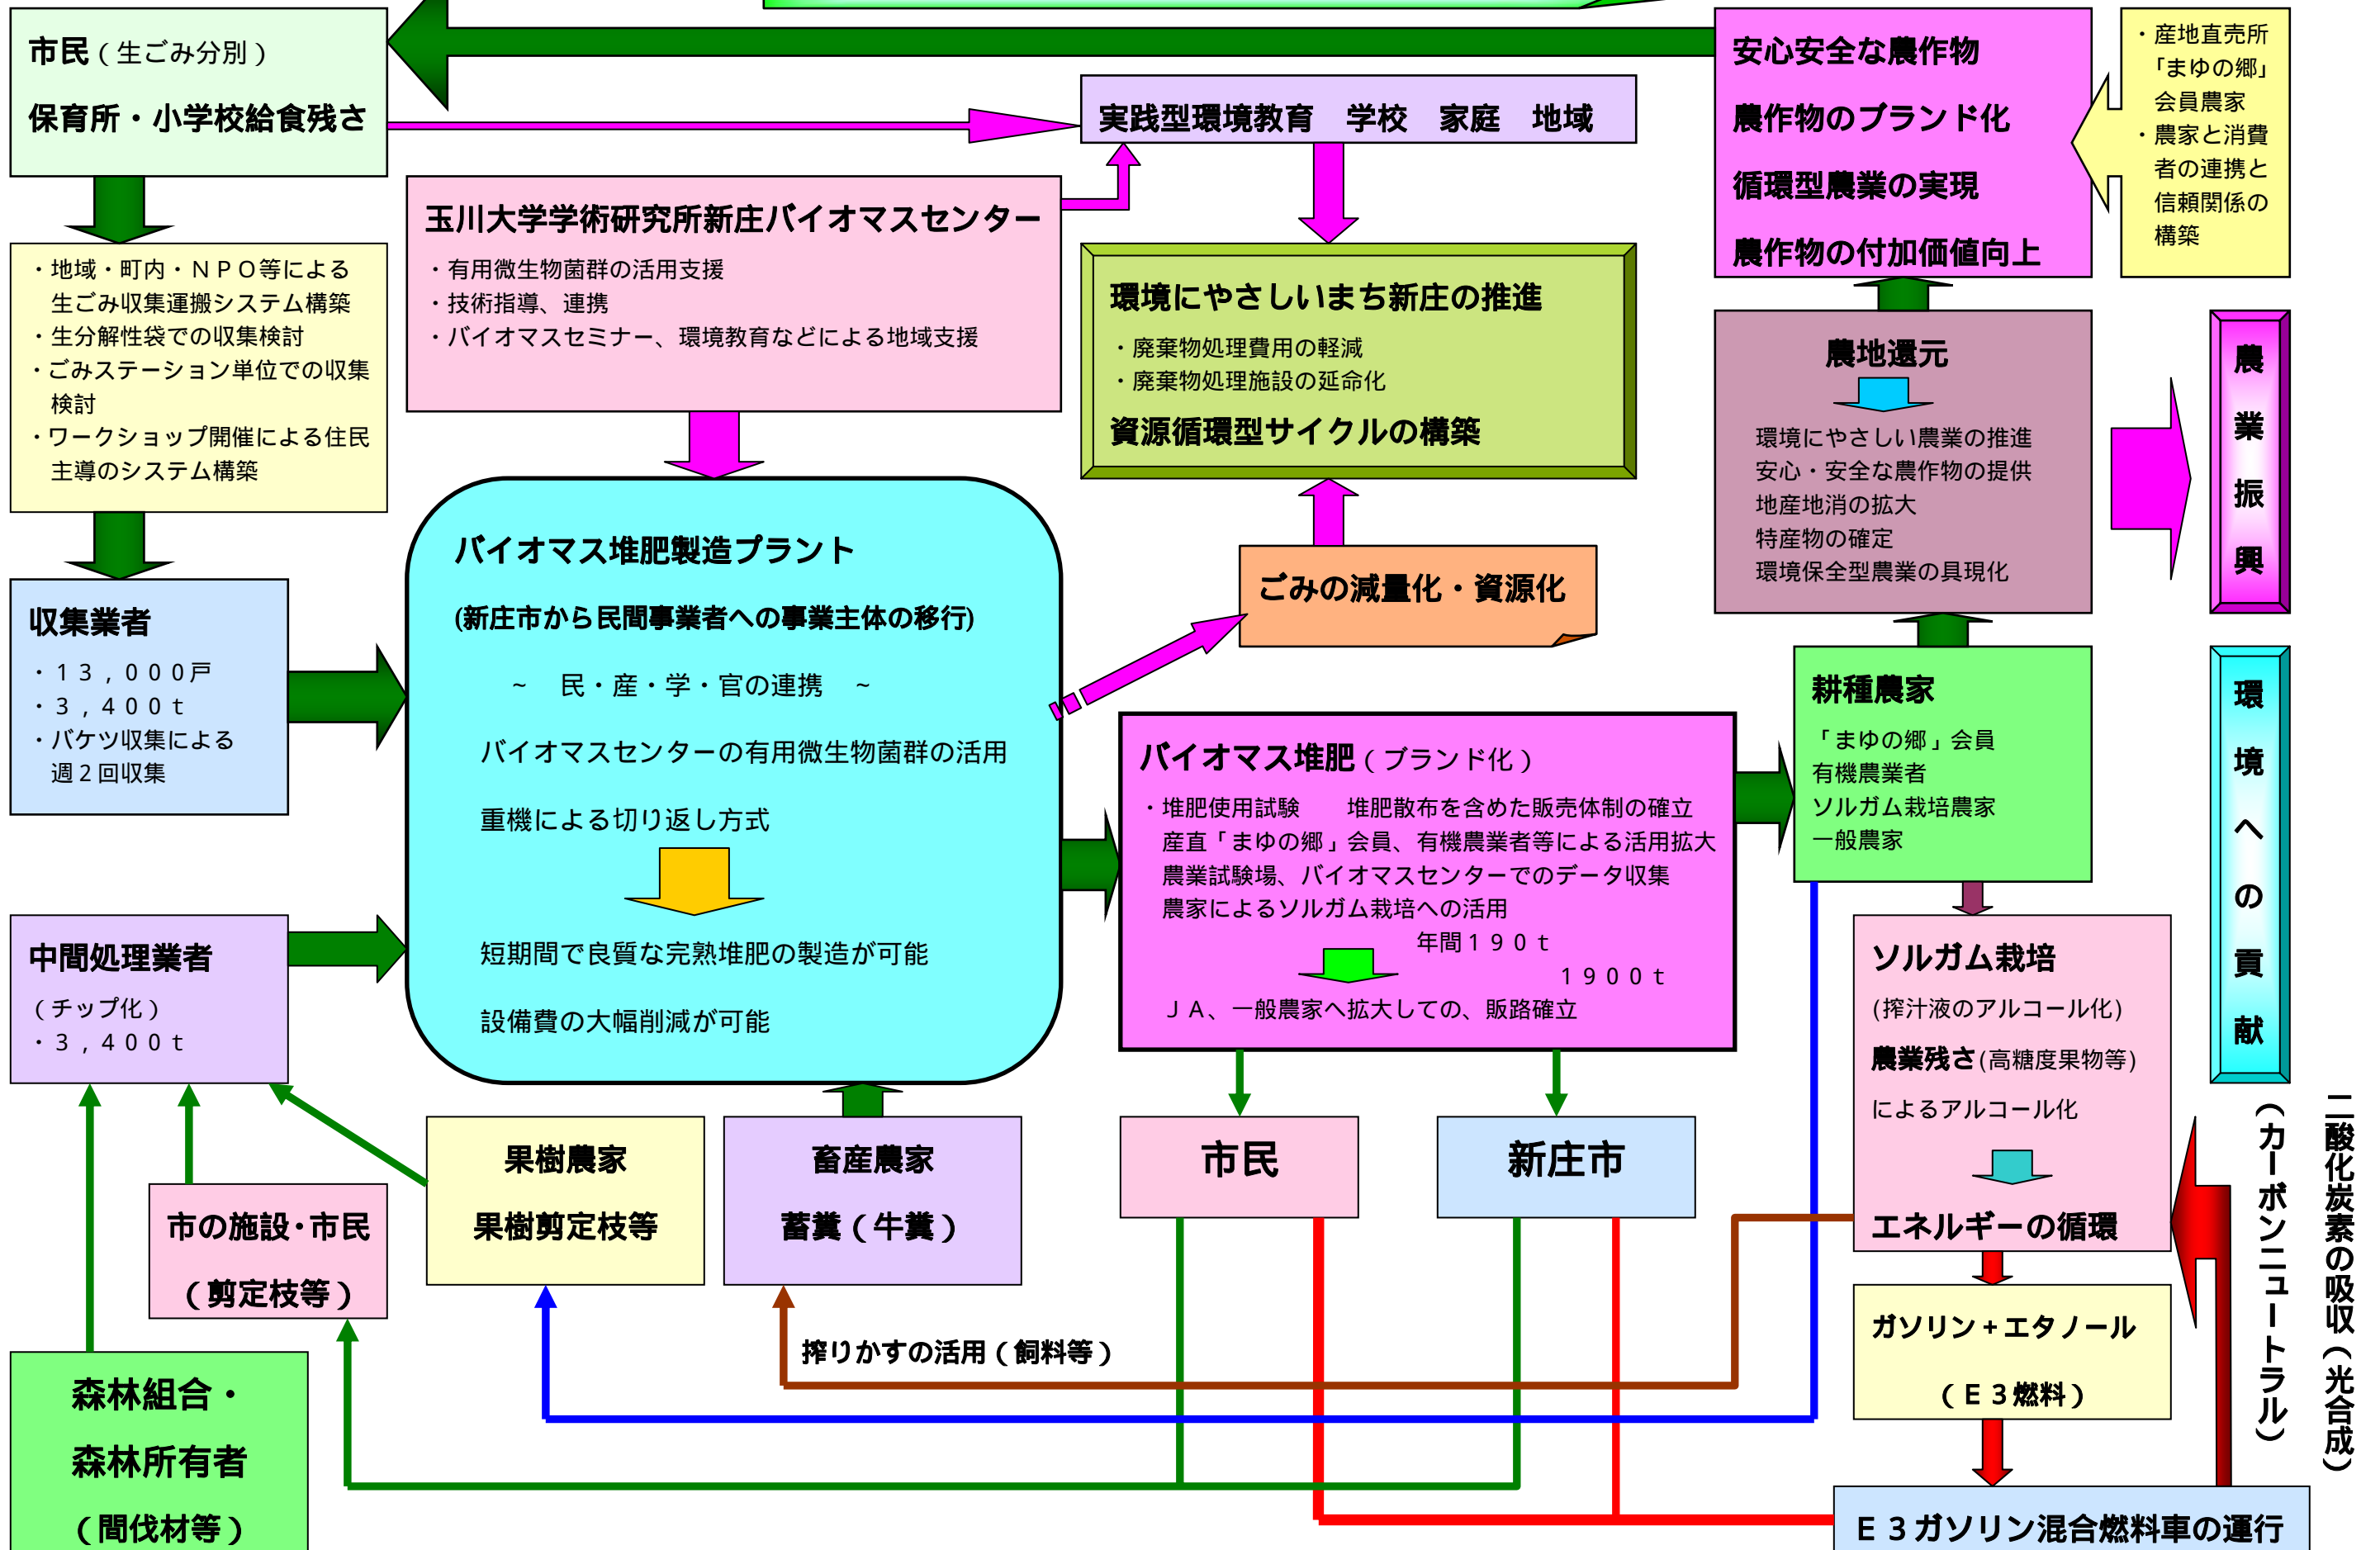 市民（生ごみ分別）
保育所・小学校給食残さ
・地域・町内・ＮＰＯ等による
生ごみ収集運搬システム構築
・生分解性袋での収集検討
・ごみステーション単位での収集
検討
・ワークショップ開催による住民
主導のシステム構築
収集業者
・１３，０００戸
・３，４００ｔ
・バケツ収集による
週２回収集
中間処理業者
（チップ化）
・３，４００ｔ
市の施設・市民
（剪定枝等）
森林組合・
森林所有者
（間伐材等）
玉川大学学術研究所新庄バイオマスセンター
・有用微生物菌群の活用支援
・技術指導、連携
・バイオマスセミナー、環境教育などによる地域支援
バイオマス堆肥製造プラント
(新庄市から民間事業者への事業主体の移行)
~　民・産・学・官の連携　~
バイオマスセンターの有用微生物菌群の活用
重機による切り返し方式
短期間で良質な完熟堆肥の製造が可能
設備費の大幅削減が可能
果樹農家
果樹剪定枝等
畜産農家
蓄糞（牛糞）
搾りかすの活用（飼料等）
実践型環境教育　学校　家庭　地域
環境にやさしいまち新庄の推進
・廃棄物処理費用の軽減
・廃棄物処理施設の延命化
資源循環型サイクルの構築
ごみの減量化・資源化
バイオマス堆肥（ブランド化）
・堆肥使用試験　　堆肥散布を含めた販売体制の確立
産直「まゆの郷」会員、有機農業者等による活用拡大
農業試験場、バイオマスセンターでのデータ収集
農家によるソルガム栽培への活用
年間１９０ｔ
１９００ｔ
ＪＡ、一般農家へ拡大しての、販路確立
市民
新庄市
安心安全な農作物
農作物のブランド化
循環型農業の実現
農作物の付加価値向上
・産地直売所
「まゆの郷」
会員農家
・農家と消費
者の連携と
信頼関係の
構築
農地還元
環境にやさしい農業の推進
安心・安全な農作物の提供
地産地消の拡大
特産物の確定
環境保全型農業の具現化
農業振興
耕種農家
「まゆの郷」会員
有機農業者
ソルガム栽培農家
一般農家
環境への貢献
ソルガム栽培
(搾汁液のアルコール化)
農業残さ(高糖度果物等)
によるアルコール化
エネルギーの循環
ガソリン＋エタノール
（Ｅ３燃料）
Ｅ３ガソリン混合燃料車の運行
二酸化炭素の吸収（光合成）
（カーボンニュートラル）